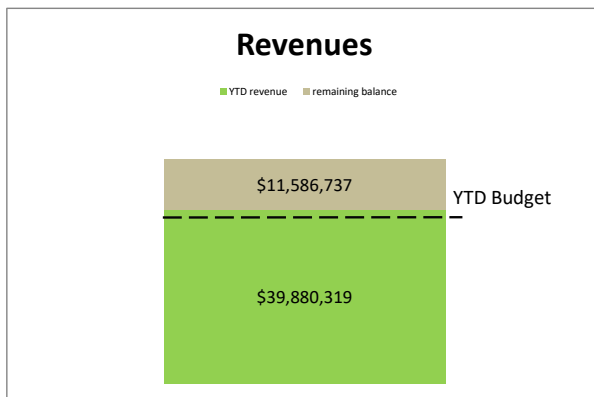 Revenues
YTD revenue remaining balance
$11,586,737
YTD Budget
$39,880,319